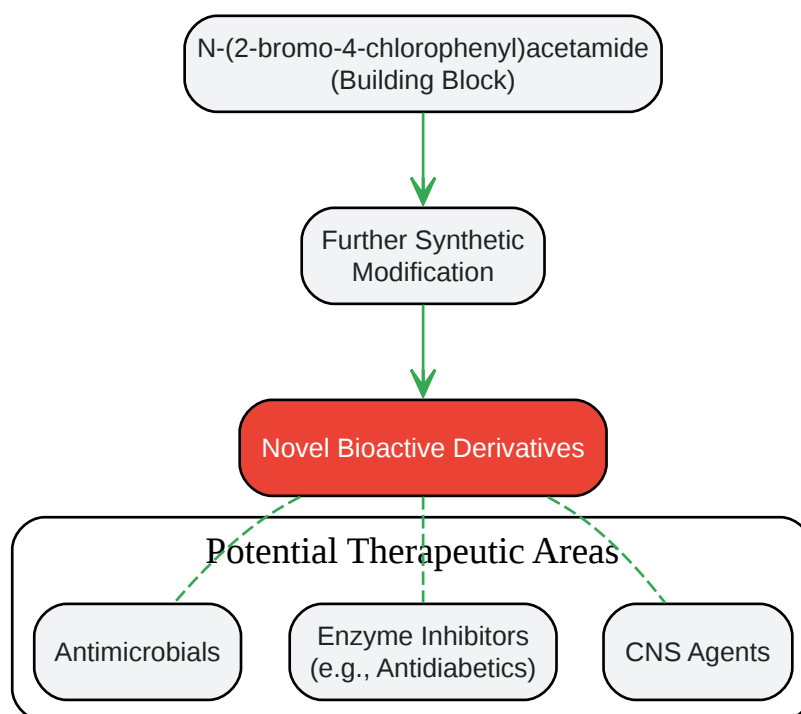 N-(2-bromo-4-chlorophenyl)acetamide
(Building Block)
Further Synthetic
Modification
Novel Bioactive Derivatives
Potential Therapeutic Areas
Antimicrobials
Enzyme Inhibitors
(e.g., Antidiabetics)
CNS Agents